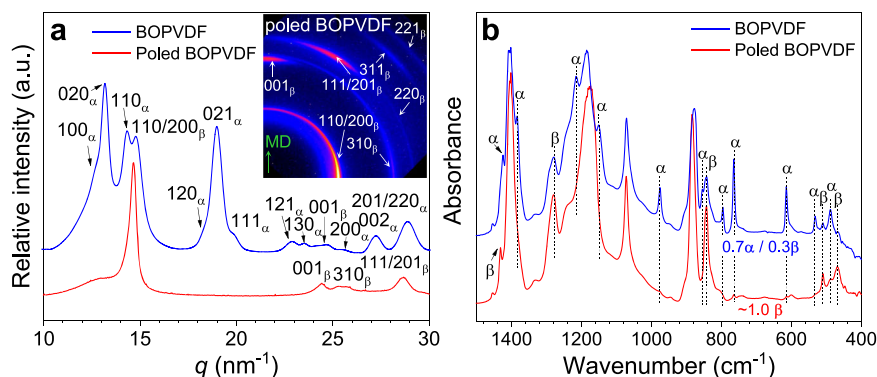 a
BOPVDF
Poled BOPVDF
Relative intensity (a.u.)
020α
100α
110α
110/200β
021α
120α
111α
121α
130α
001β
200α
002α
201/220α
001β
310β
111/201β
10 15 20 25 30
q (nm⁻¹)
poled BOPVDF
221β
001β
311β
111/201β
220β
110/200β
310β
MD
b
BOPVDF
Poled BOPVDF
Absorbance
α α β α α α α β α α α α β α β
β
0.7α / 0.3β
~1.0 β
1400 1200 1000 800 600 400
Wavenumber (cm⁻¹)